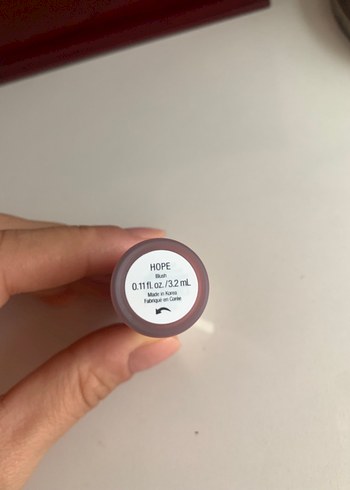 HOPE
Blush
0.11 fl. oz. / 3.2 mL
Made in Korea
Fabriqué en Corée